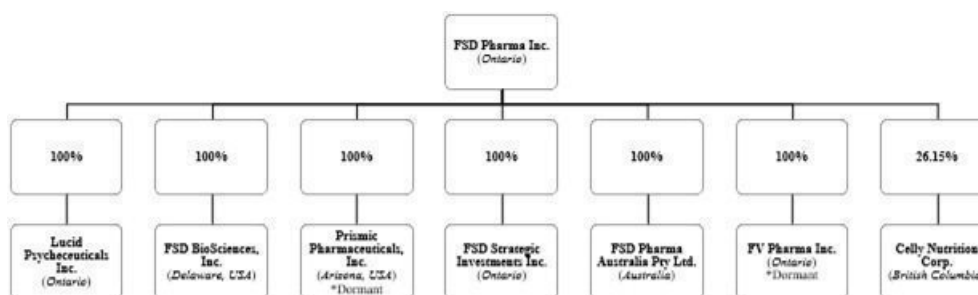 FSD Pharma Inc.
(Ontario)
100%
100%
100%
100%
100%
100%
26.15%
Lucid
Psycheceuticals
Inc.
(Ontario)
FSD BioSciences,
Inc.
(Delaware, USA)
Prismic
Pharmaceuticals,
Inc.
(Arizona, USA)
*Dormant
FSD Strategic
Investments Inc.
(Ontario)
FSD Pharma
Australia Pty Ltd.
(Australia)
FV Pharma Inc.
(Ontario)
*Dormant
Celly Nutrition
Corp.
(British Columbia)